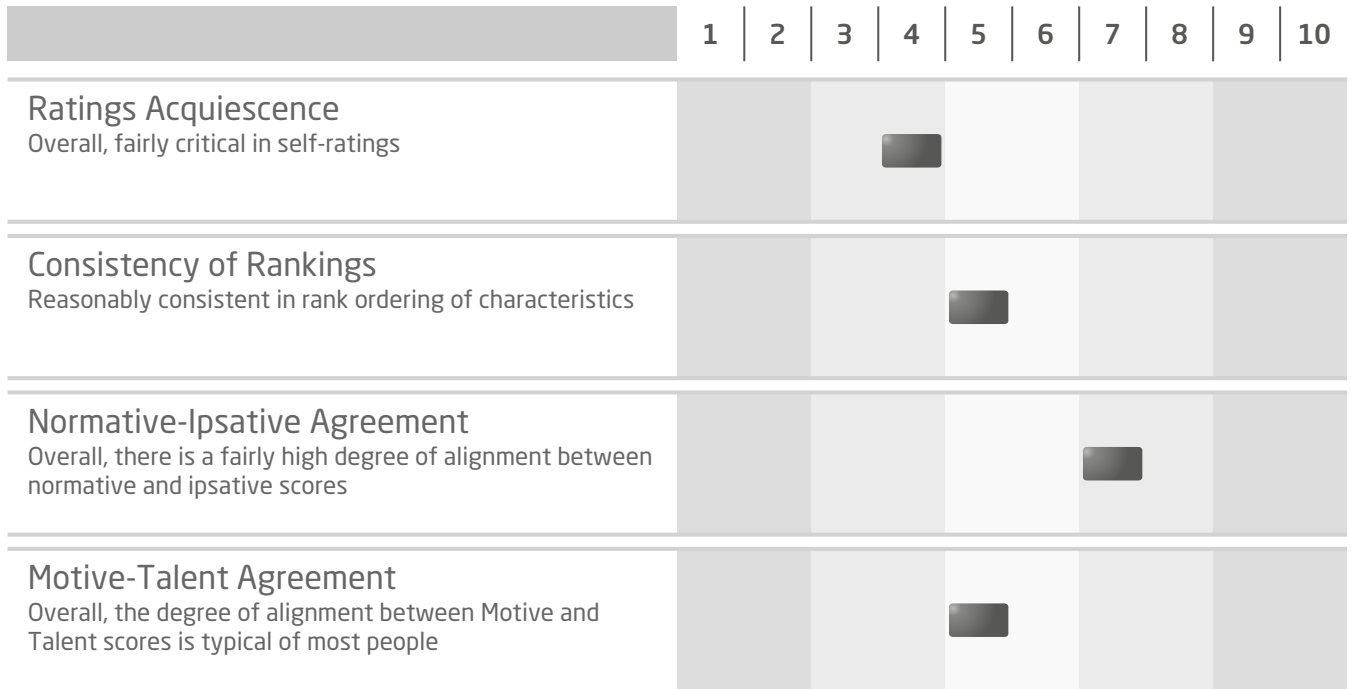 1 2 3 4 5 6 7 8 9 10
Ratings Acquiescence
Overall, fairly critical in self-ratings
Consistency of Rankings
Reasonably consistent in rank ordering of characteristics
Normative-Ipsative Agreement
Overall, there is a fairly high degree of alignment between
normative and ipsative scores
Motive-Talent Agreement
Overall, the degree of alignment between Motive and
Talent scores is typical of most people